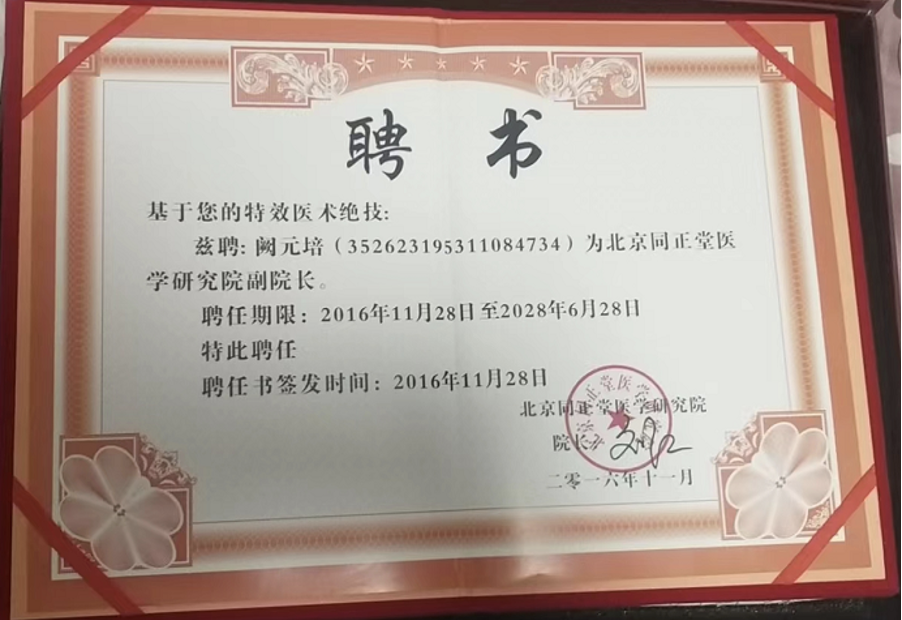 聘 书
基于您的特效医术绝技:
兹聘: 阙元培（352623195311084734）为北京同正堂医
学研究院副院长。
聘任期限: 2016年11月28日至2028年6月28日
特此聘任
聘任书签发时间: 2016年11月28日
北京同正堂医学研究院
院长:
二零一六年十一月